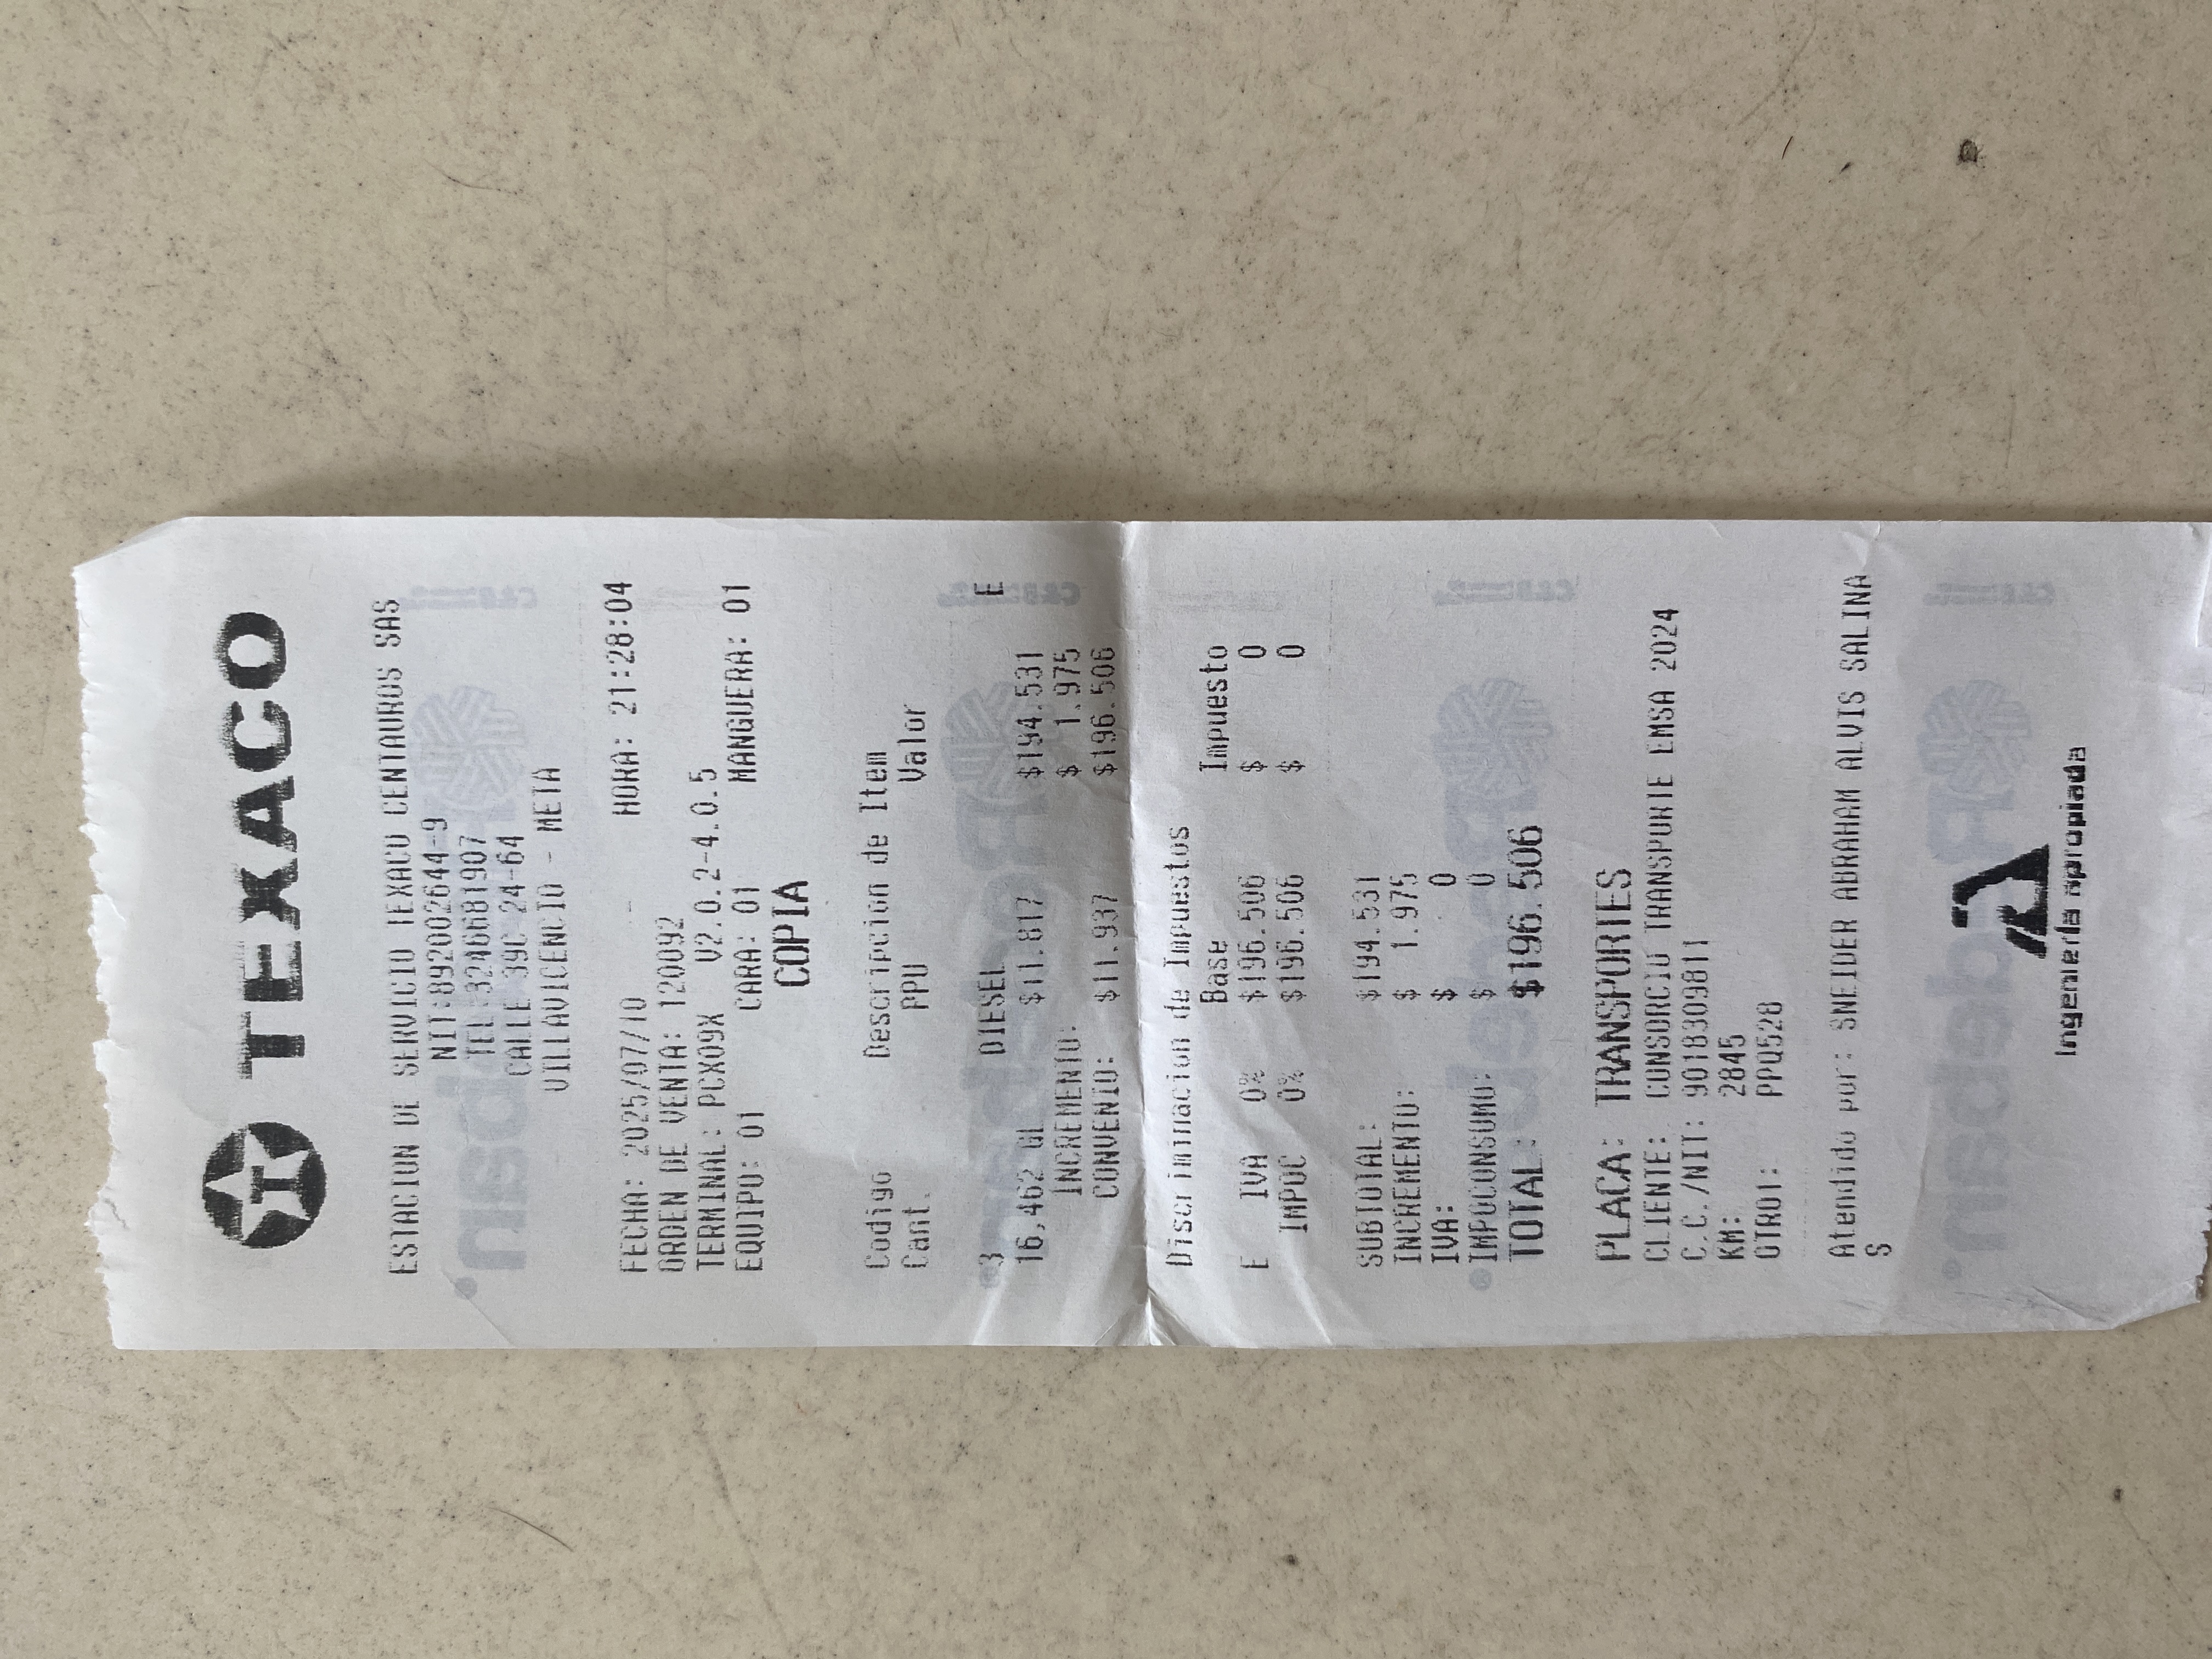 TEXACO
ESTACION DE SERVICIO TEXACO CENTAUROS SAS
NIT:892002644-9
TEL:3246681907
CALLE 39C 24-64
VILLAVICENCIO - META
FECHA: 2025/07/10 HORA: 21:28:04
ORDEN DE VENTA: 120092
TERMINAL: PCX09X V2.0.2-4.0.5
EQUIPO: 01 CARA: 01 MANGUERA: 01
COPIA
Codigo Descripcion de Item
Cant. PPU Valor
3 DIESEL E
16,462 GL $11.817 $194.531
INCREMENTO: $ 1.975
CONVENIO: $11.937 $196.506
Discriminacion de Impuestos
Base Impuesto
E IVA 0% $196.506 $ 0
IMPOC 0% $196.506 $ 0
SUBTOTAL: $194.531
INCREMENTO: $ 1.975
IVA: $ 0
IMPOCONSUMO: $ 0
TOTAL: $196.506
PLACA: TRANSPORTES
CLIENTE: CONSORCIO TRANSPORTE EMSA 2024
C.C./NIT: 9018309811
KM: 2845
OTRO1: PPQ528
Atendido por: SNEIDER ABRAHAM ALVIS SALINA
S
Ingeniería Apropiada